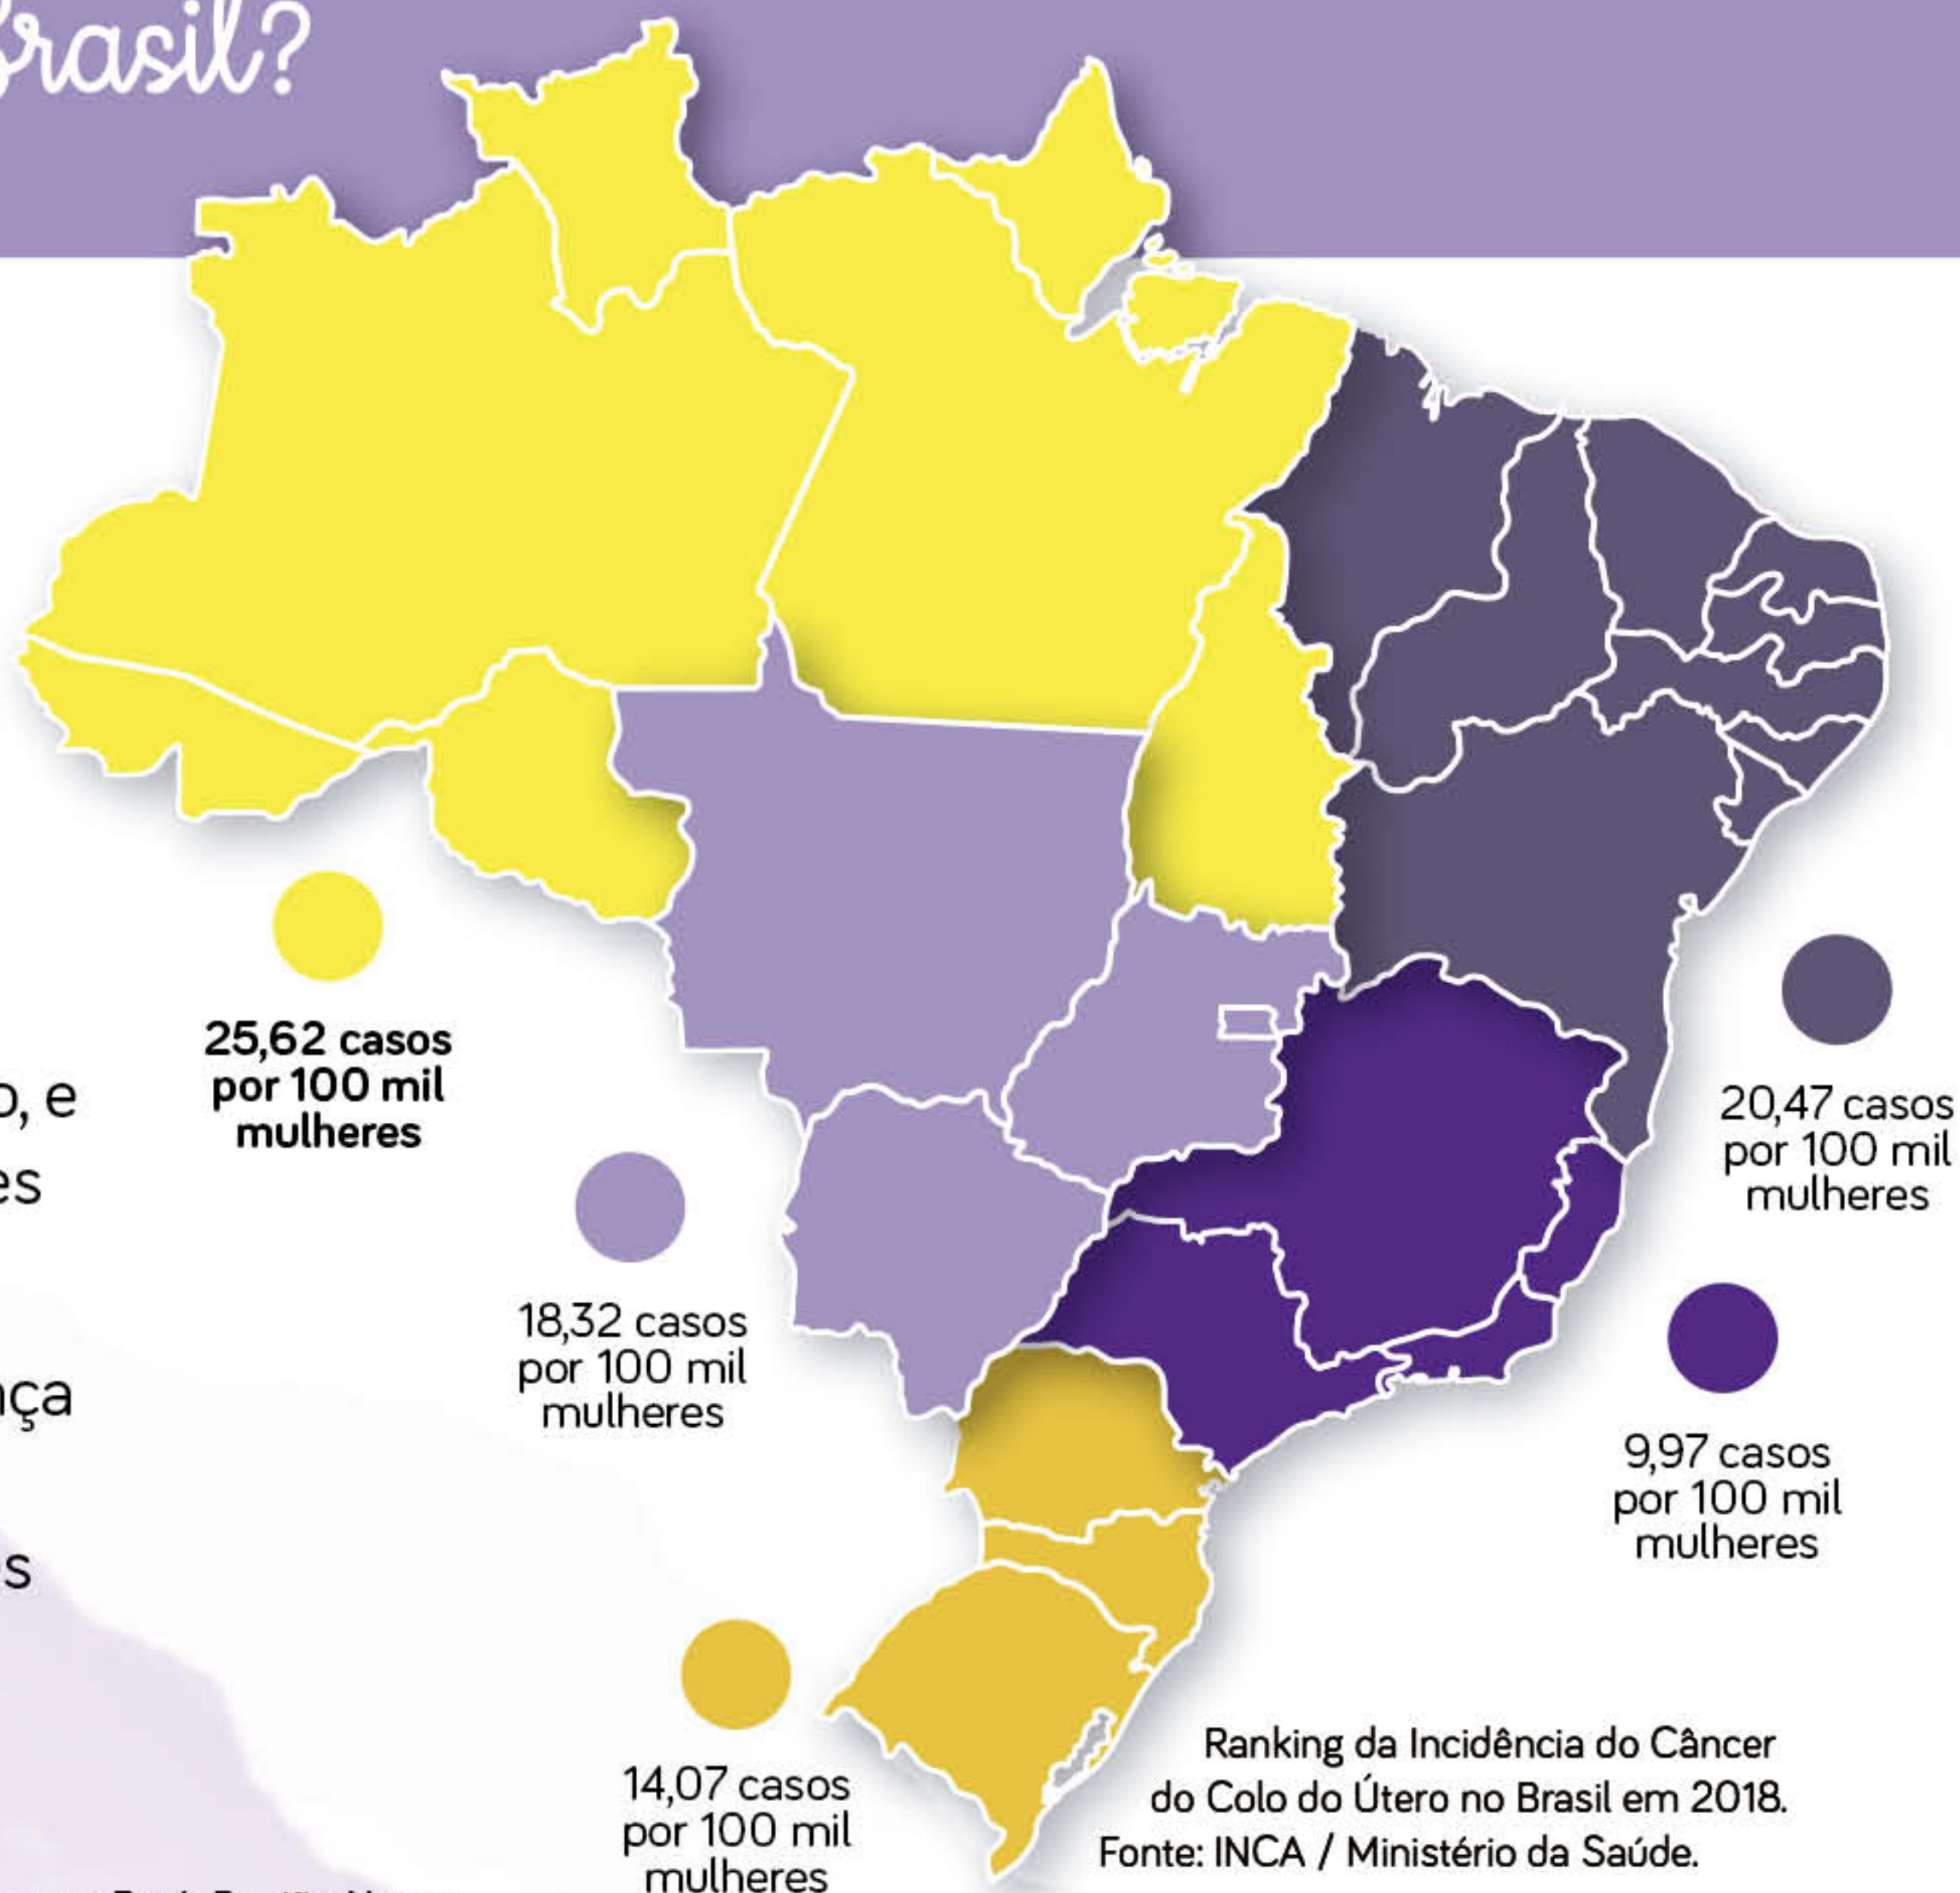 Brasil?
25,62 casos
por 100 mil
mulheres
o, e
es
20,47 casos
por 100 mil
mulheres
18,32 casos
por 100 mil
mulheres
nça
9,97 casos
por 100 mil
mulheres
s
14,07 casos
por 100 mil
mulheres
Ranking da Incidência do Câncer
do Colo do Útero no Brasil em 2018.
Fonte: INCA / Ministério da Saúde.